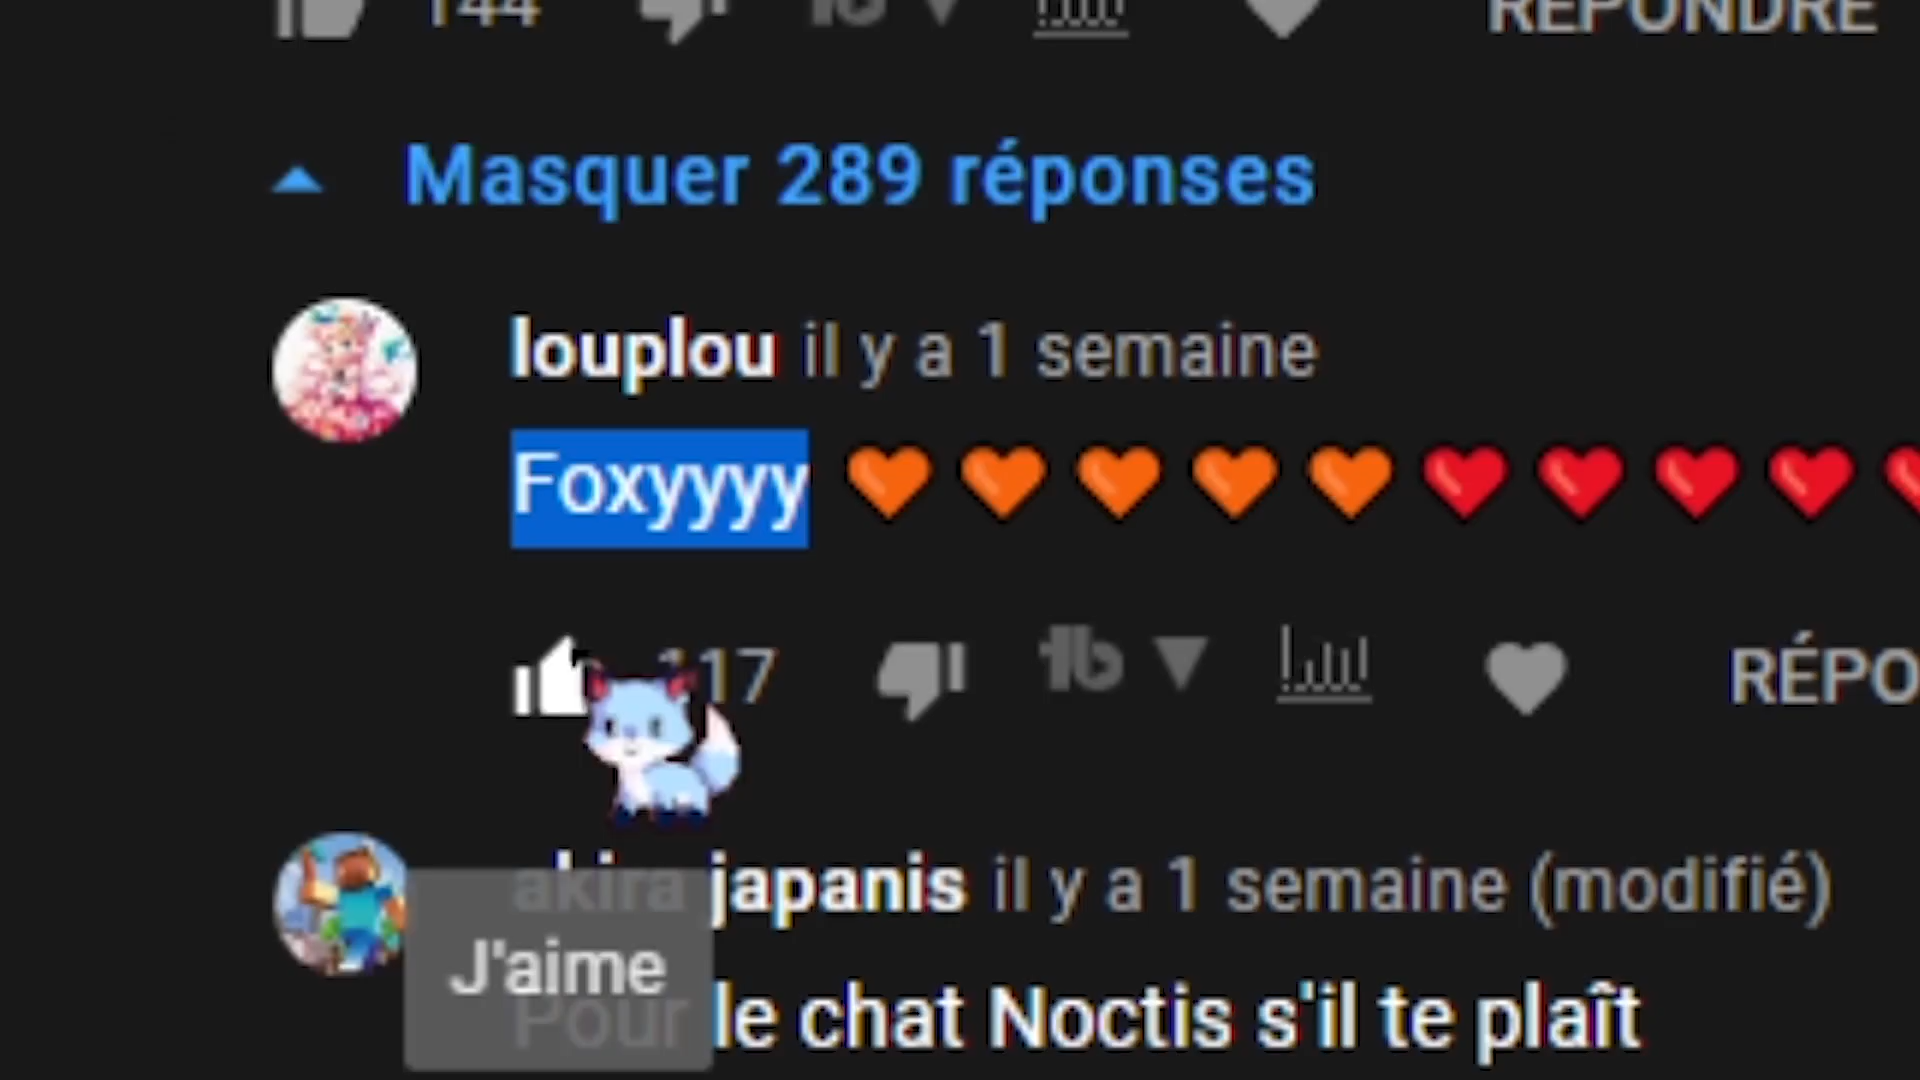 144 RÉPONDRE
Masquer 289 réponses
louplou il y a 1 semaine
Foxyyyy 🧡 🧡 🧡 🧡 🧡 ❤️ ❤️ ❤️ ❤️ ❤️
117 tb RÉPO
akira japanis il y a 1 semaine (modifié)
J'aime
Pour le chat Noctis s'il te plaît